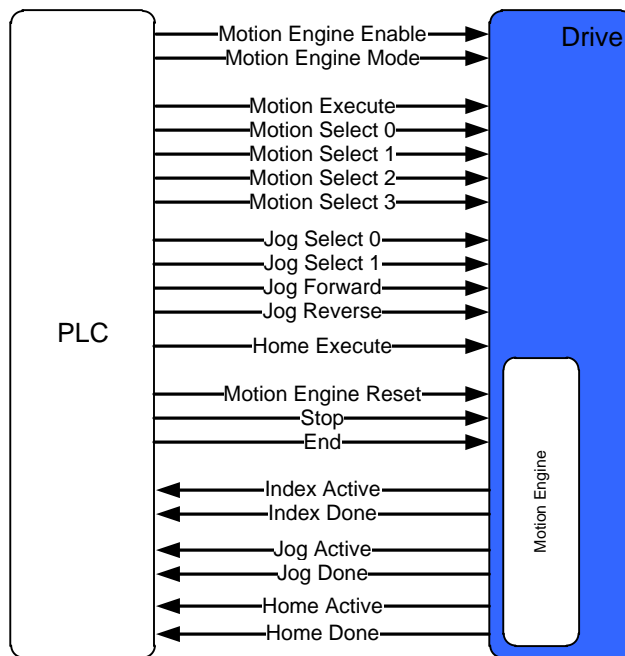 Motion Engine Enable
Drive
Motion Engine Mode
Motion Execute
Motion Select 0
Motion Select 1
Motion Select 2
Motion Select 3
Jog Select 0
Jog Select 1
Jog Forward
Jog Reverse
PLC
Home Execute
Motion Engine Reset
Stop
End
Index Active
Index Done
Motion Engine
Jog Active
Jog Done
Home Active
Home Done